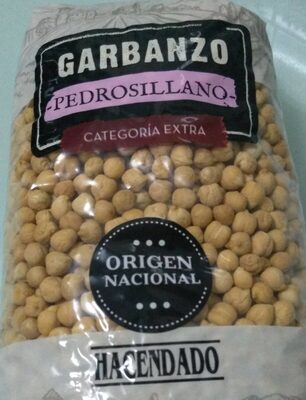 GARBANZO
-PEDROSILLANO-
CATEGORÍA EXTRA
ORIGEN
NACIONAL
HACENDADO